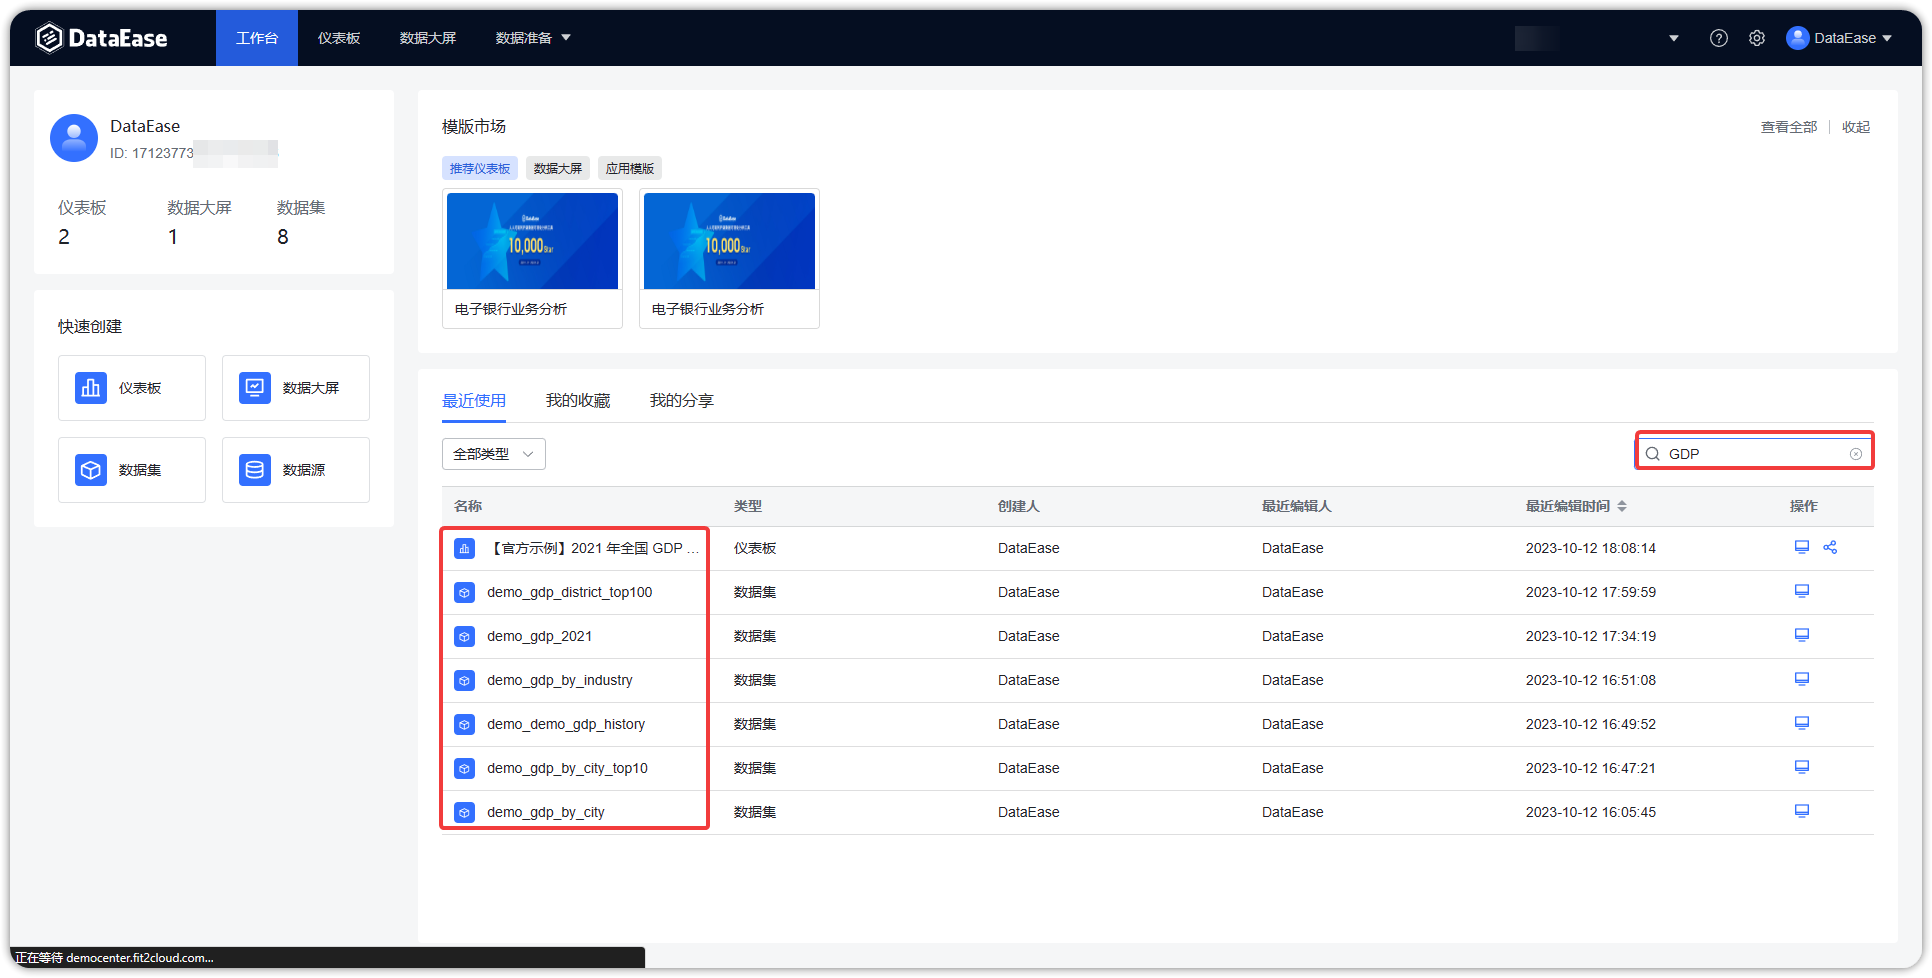 DataEase
工作台
仪表板
数据大屏
数据准备
DataEase
DataEase
ID: 17123773
仪表板 数据大屏 数据集
2 1 8
快速创建
仪表板
数据大屏
数据集
数据源
模版市场
查看全部
收起
推荐仪表板
数据大屏
应用模版
DataEase
10,000 Star
电子银行业务分析
DataEase
10,000 Star
电子银行业务分析
最近使用
我的收藏
我的分享
全部类型
GDP
名称 类型 创建人 最近编辑人 最近编辑时间 操作
【官方示例】2021 年全国 GDP ... 仪表板 DataEase DataEase 2023-10-12 18:08:14
demo_gdp_district_top100 数据集 DataEase DataEase 2023-10-12 17:59:59
demo_gdp_2021 数据集 DataEase DataEase 2023-10-12 17:34:19
demo_gdp_by_industry 数据集 DataEase DataEase 2023-10-12 16:51:08
demo_demo_gdp_history 数据集 DataEase DataEase 2023-10-12 16:49:52
demo_gdp_by_city_top10 数据集 DataEase DataEase 2023-10-12 16:47:21
demo_gdp_by_city 数据集 DataEase DataEase 2023-10-12 16:05:45
正在等待 democenter.fit2cloud.com...